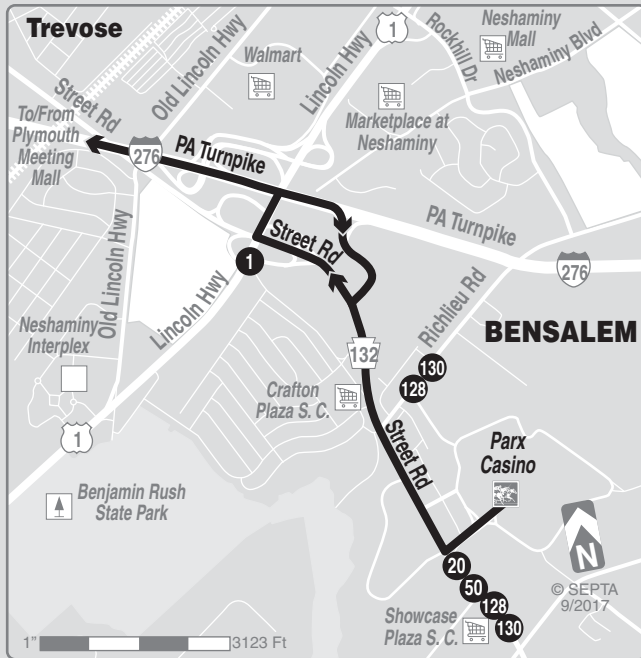 Trevose
Old Lincoln Hwy
Walmart
Lincoln Hwy
1
Rockhill Dr
Neshaminy
Mall
Neshaminy Blvd
Street Rd
To/From
Plymouth
Meeting
Mall
276
PA Turnpike
Marketplace at
Neshaminy
PA Turnpike
276
Street Rd
1
Old Lincoln Hwy
Lincoln Hwy
Richlieu Rd
BENSALEM
Neshaminy
Interplex
132
130
128
Crafton
Plaza S. C.
Street Rd
Parx
Casino
1
Benjamin Rush
State Park
N
20
50
128
130
© SEPTA
9/2017
Showcase
Plaza S. C.
1"
3123 Ft